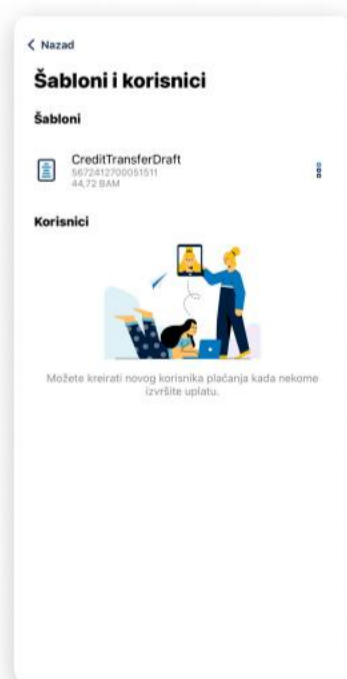 Nazad
Šabloni i korisnici
Šabloni
CreditTransferDraft
5672412700051511
44,72 BAM
Korisnici
Možete kreirati novog korisnika plaćanja kada nekome
izvršite uplatu.